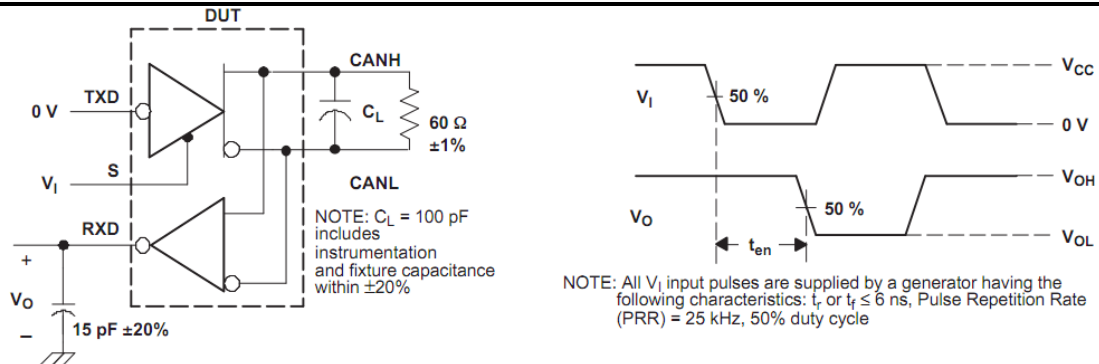 DUT
CANH
TXD
0 V
CL
60 Ω
±1%
S
VI
CANL
RXD
NOTE: CL = 100 pF
includes
instrumentation
and fixture capacitance
within ±20%
+
VO
–
15 pF ±20%
VCC
VI
50 %
0 V
VOH
VO
50 %
ten
VOL
NOTE: All VI input pulses are supplied by a generator having the
following characteristics: tr or tf ≤ 6 ns, Pulse Repetition Rate
(PRR) = 25 kHz, 50% duty cycle